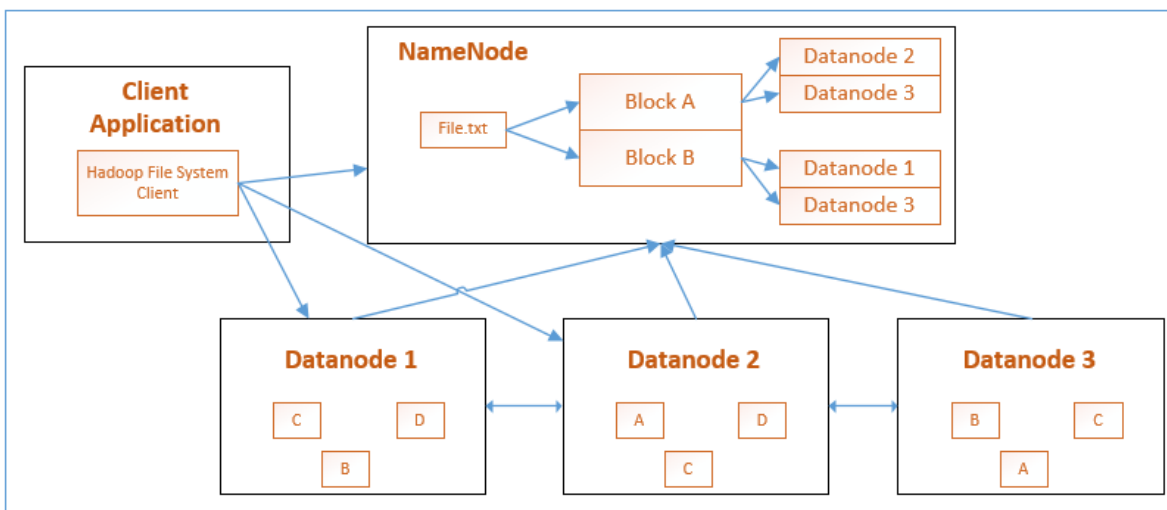 Client
Application
Hadoop File System
Client
NameNode
File.txt
Block A
Block B
Datanode 2
Datanode 3
Datanode 1
Datanode 3
Datanode 1
C
D
B
Datanode 2
A
D
C
Datanode 3
B
C
A